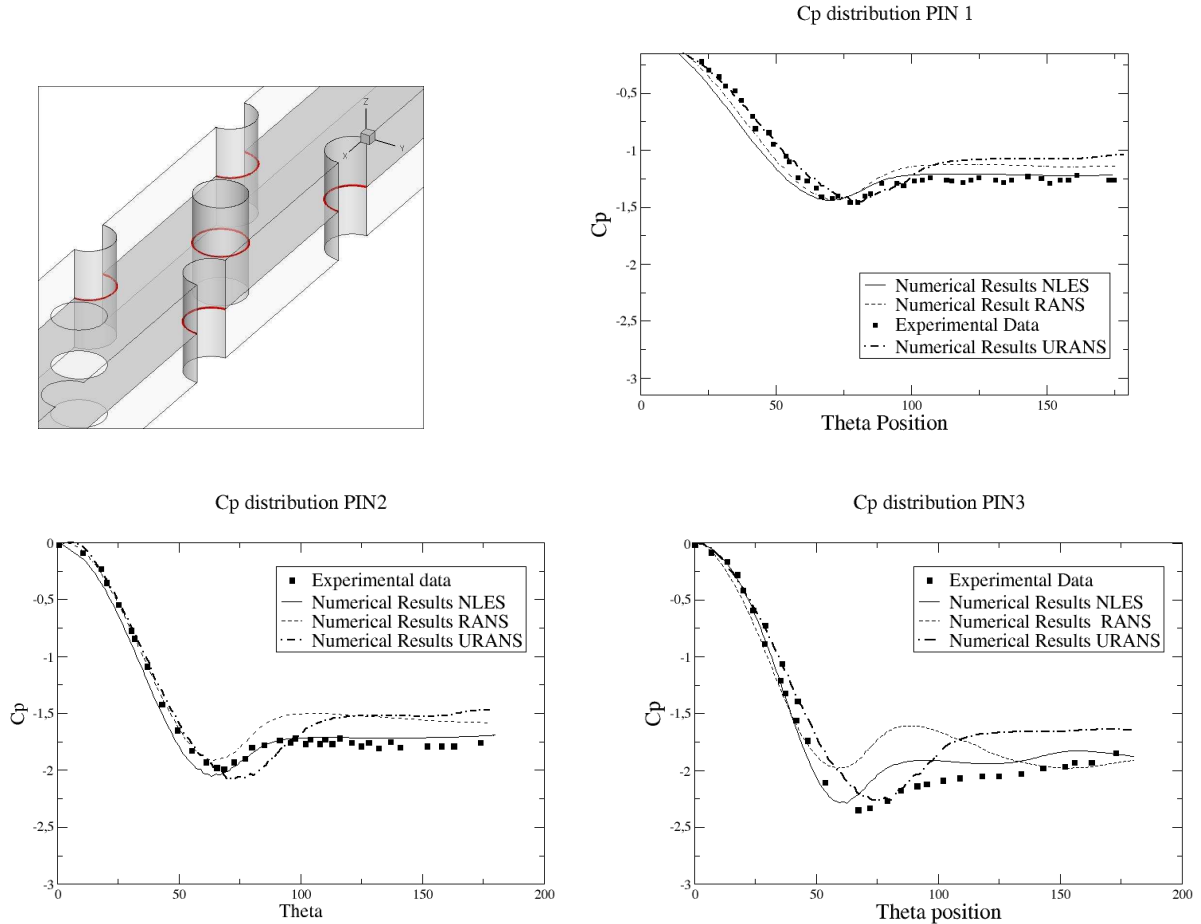 Cp distribution PIN 1
Z
X
Y
-0,5
-1
-1,5
-2
-2,5
-3
Cp
Numerical Results NLES
Numerical Result RANS
Experimental Data
Numerical Results URANS
0
50
100
150
Theta Position
Cp distribution PIN2
0
-0,5
-1
-1,5
-2
-2,5
-3
Cp
Experimental data
Numerical Results NLES
Numerical Results RANS
Numerical Results URANS
0
50
100
150
200
Theta
Cp distribution PIN3
0
-0,5
-1
-1,5
-2
-2,5
-3
Cp
Experimental Data
Numerical Results NLES
Numerical Results RANS
Numerical Results URANS
0
50
100
150
200
Theta position